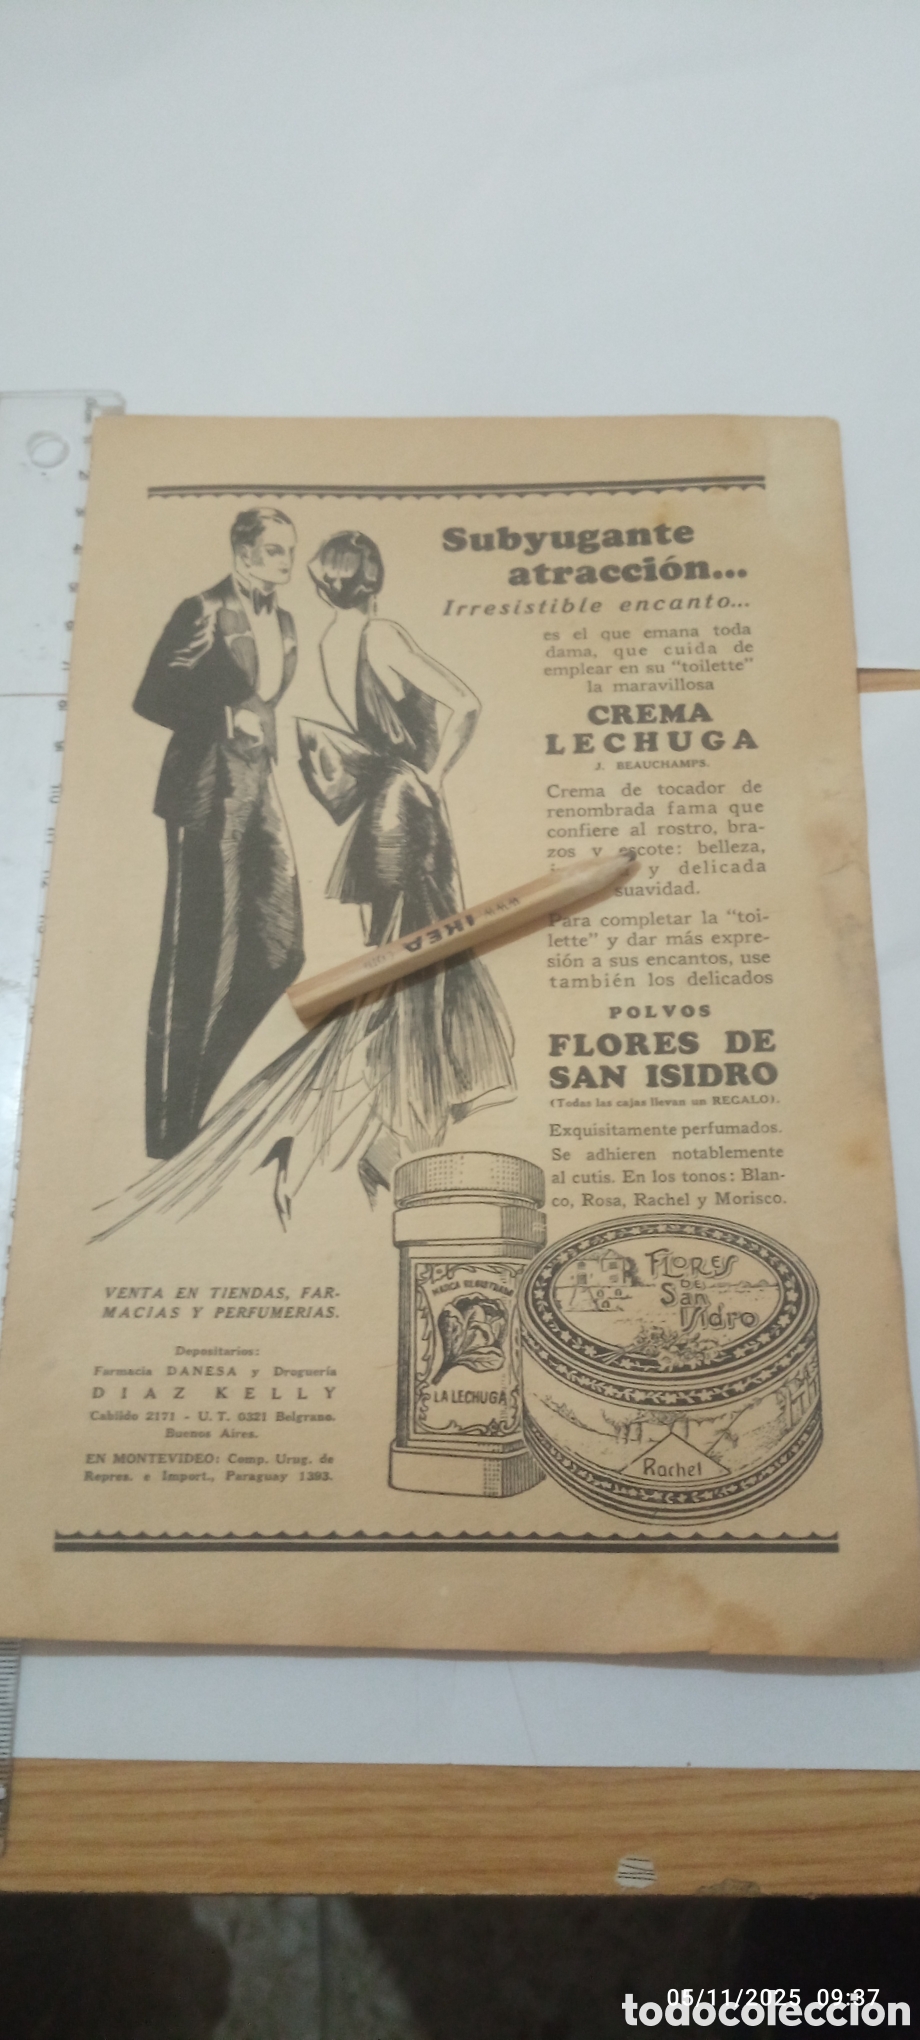 Subyugante
atracción...
Irresistible encanto...
es el que emana toda
dama, que cuida de
emplear en su "toilette"
la maravillosa
CREMA
LECHUGA
J. BEAUCHAMPS.
Crema de tocador de
renombrada fama que
confiere al rostro, bra-
zos y escote: belleza,
y delicada
suavidad.
Para completar la "toi-
lette" y dar más expre-
sión a sus encantos, use
también los delicados
POLVOS
FLORES DE
SAN ISIDRO
(Todas las cajas llevan un REGALO).
Exquisitamente perfumados.
Se adhieren notablemente
al cutis. En los tonos: Blan-
co, Rosa, Rachel y Morisco.
www. IKEA
VENTA EN TIENDAS, FAR-
MACIAS Y PERFUMERIAS.
Depositarios:
Farmacia DANESA y Droguería
DIAZ KELLY
Cabildo 2171 - U. T. 0321 Belgrano.
Buenos Aires.
EN MONTEVIDEO: Comp. Urug. de
Repres. e Import., Paraguay 1393.
MARCA REGISTRADA
LA LECHUGA
FLORES
DE
San
Isidro
Rachel
05/11/2025 09:37
todocoleccion